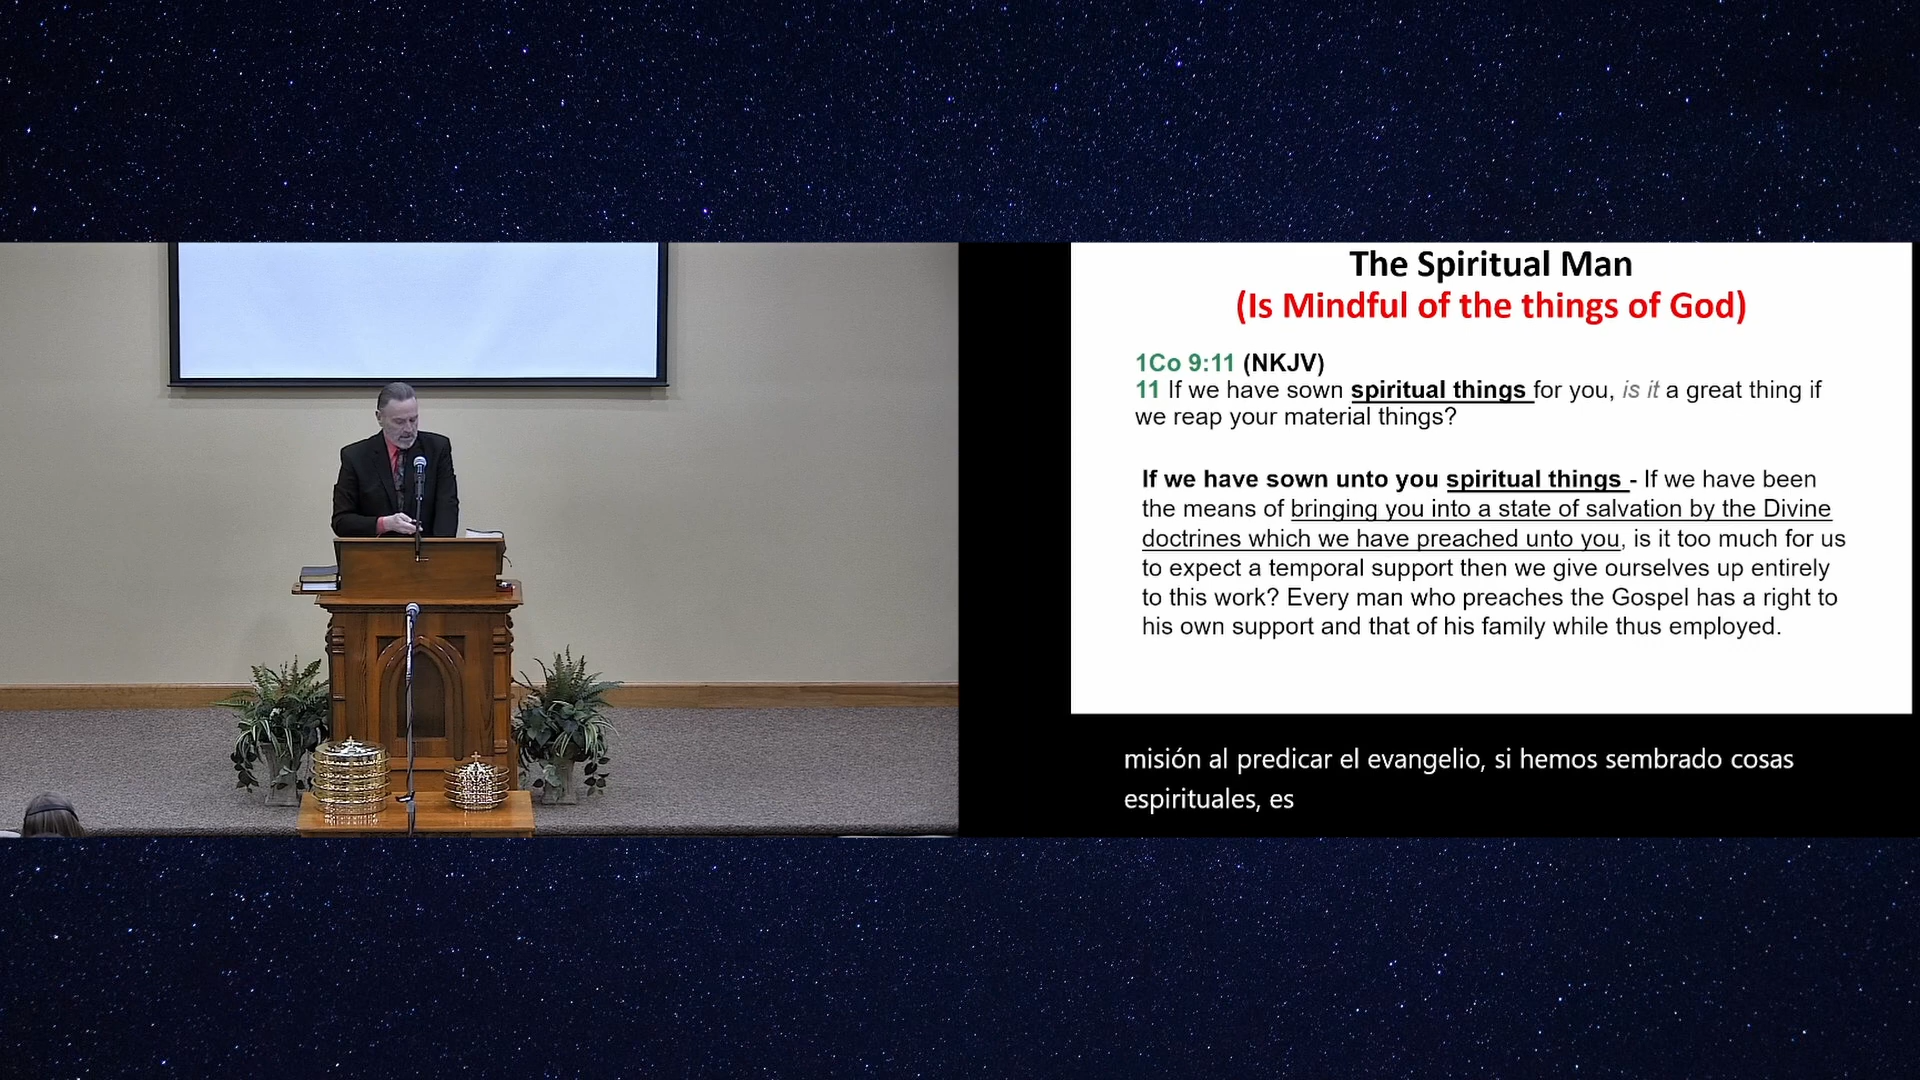 The Spiritual Man
(Is Mindful of the things of God)
1Co 9:11 (NKJV)
11 If we have sown spiritual things for you, is it a great thing if
we reap your material things?
If we have sown unto you spiritual things - If we have been
the means of bringing you into a state of salvation by the Divine
doctrines which we have preached unto you, is it too much for us
to expect a temporal support then we give ourselves up entirely
to this work? Every man who preaches the Gospel has a right to
his own support and that of his family while thus employed.
misión al predicar el evangelio, si hemos sembrado cosas
espirituales, es